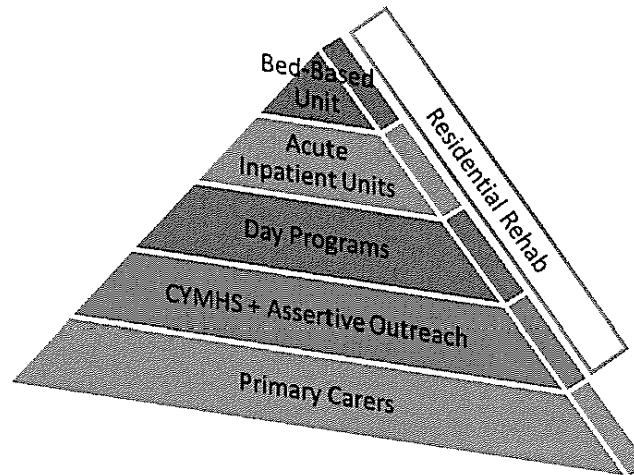 Bed-Based
Unit
Acute
Inpatient Units
Day Programs
CYMHS + Assertive Outreach
Primary Carers
Residential Rehab